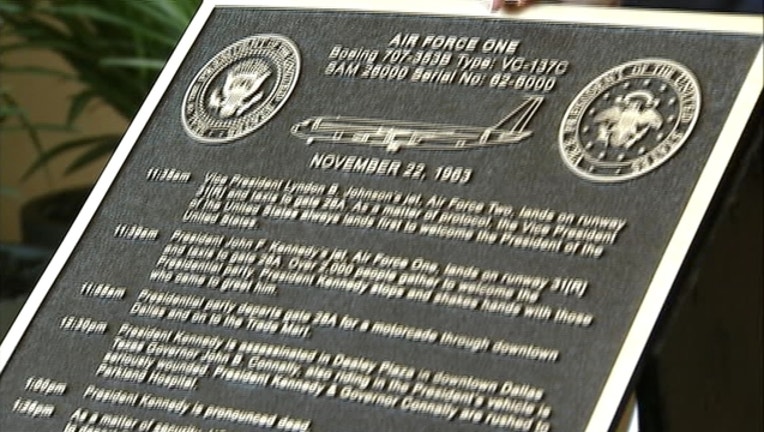 AIR FORCE ONE
Boeing 707-353B Type: VC-137C
SAM 26000 Serial No: 62-6000
NOVEMBER 22, 1963
11:35am Vice President Lyndon B. Johnson's jet, Air Force Two, lands on runway
31(R) and taxis to gate 28A. As a matter of protocol, the Vice President
of the United States always lands first to welcome the President of the
United States.
President John F. Kennedy's jet, Air Force One, lands on runway 31(R)
and taxis to gate 28A. Over 2,000 people gather to welcome the
Presidential party, President Kennedy stops and shakes hands with those
who came to greet him.
11:55am Presidential party departs gate 28A for a motorcade through downtown
Dallas and on to the Trade Mart.
12:30pm President Kennedy is assassinated in Dealey Plaza in downtown Dallas
Texas Governor John B. Connally, also riding in the President's vehicle is
seriously wounded. President Kennedy & Governor Connally are rushed to
Parkland Hospital.
1:00pm President Kennedy is pronounced dead.
As a matter of security,